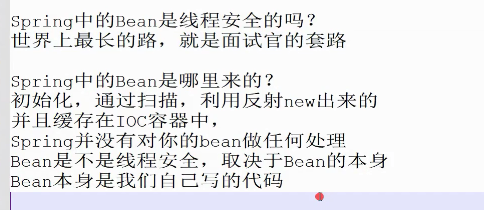 Spring中的Bean是线程安全的吗？
世界上最长的路，就是面试官的套路
Spring中的Bean是哪里来的？
初始化，通过扫描，利用反射new出来的
并且缓存在IOC容器中，
Spring并没有对你的bean做任何处理
Bean是不是线程安全，取决于Bean的本身
Bean本身是我们自己写的代码